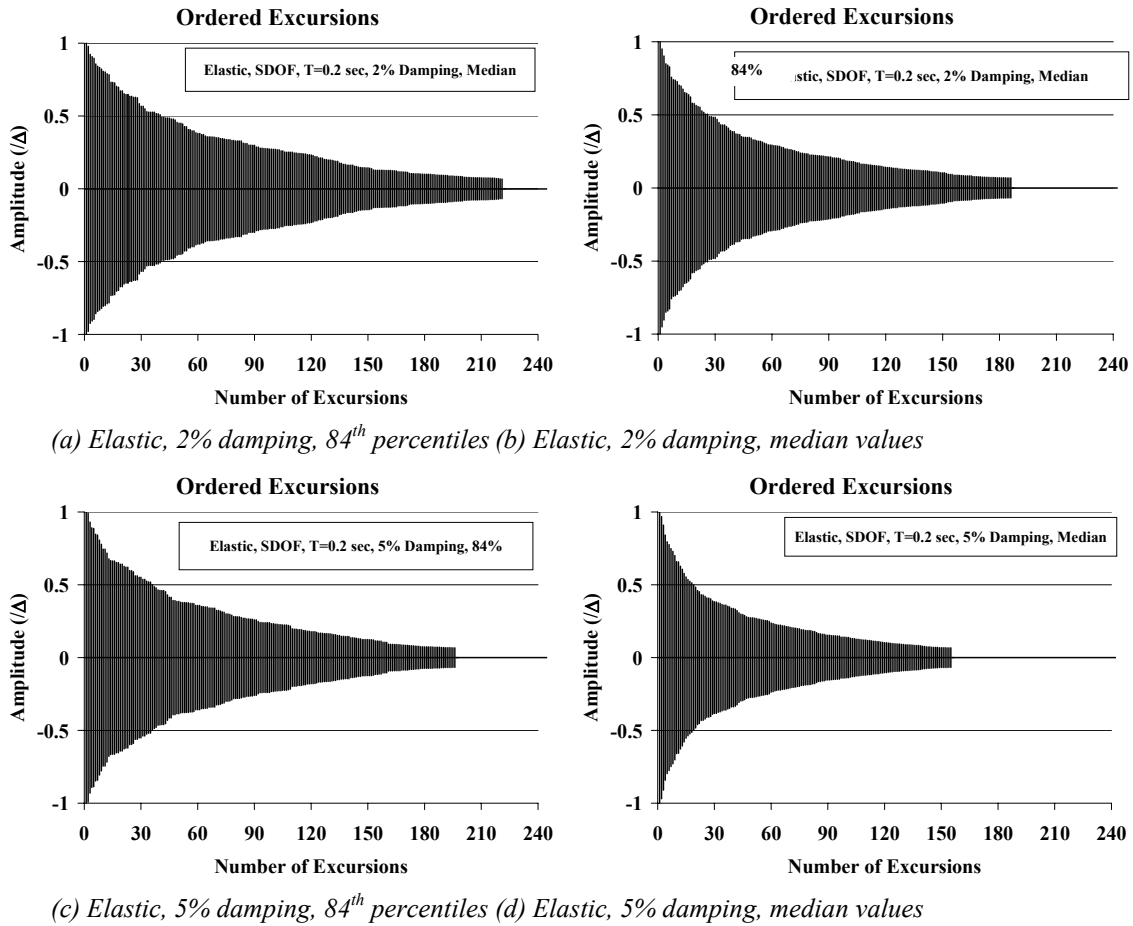 Ordered Excursions
Elastic, SDOF, T=0.2 sec, 2% Damping, Median
1
0.5
0
-0.5
-1
Amplitude (/Δ)
0 30 60 90 120 150 180 210 240
Number of Excursions
Ordered Excursions
84% stic, SDOF, T=0.2 sec, 2% Damping, Median
1
0.5
0
-0.5
-1
Amplitude (/Δ)
0 30 60 90 120 150 180 210 240
Number of Excursions
(a) Elastic, 2% damping, 84th percentiles (b) Elastic, 2% damping, median values
Ordered Excursions
Elastic, SDOF, T=0.2 sec, 5% Damping, 84%
1
0.5
0
-0.5
-1
Amplitude (/Δ)
0 30 60 90 120 150 180 210 240
Number of Excursions
Ordered Excursions
Elastic, SDOF, T=0.2 sec, 5% Damping, Median
1
0.5
0
-0.5
-1
Amplitude (/Δ)
0 30 60 90 120 150 180 210 240
Number of Excursions
(c) Elastic, 5% damping, 84th percentiles (d) Elastic, 5% damping, median values